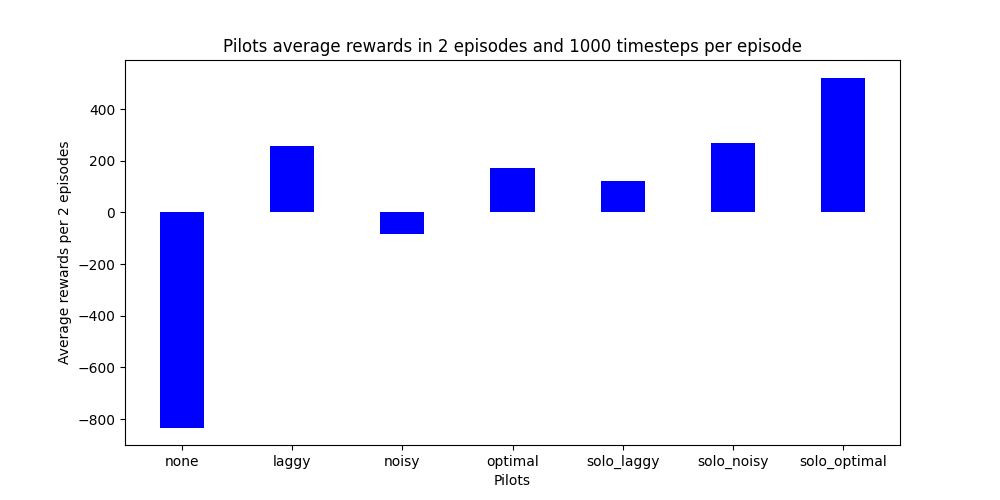 Pilots average rewards in 2 episodes and 1000 timesteps per episode
Average rewards per 2 episodes
400
200
0
−200
−400
−600
−800
none laggy noisy optimal solo_laggy solo_noisy solo_optimal
Pilots